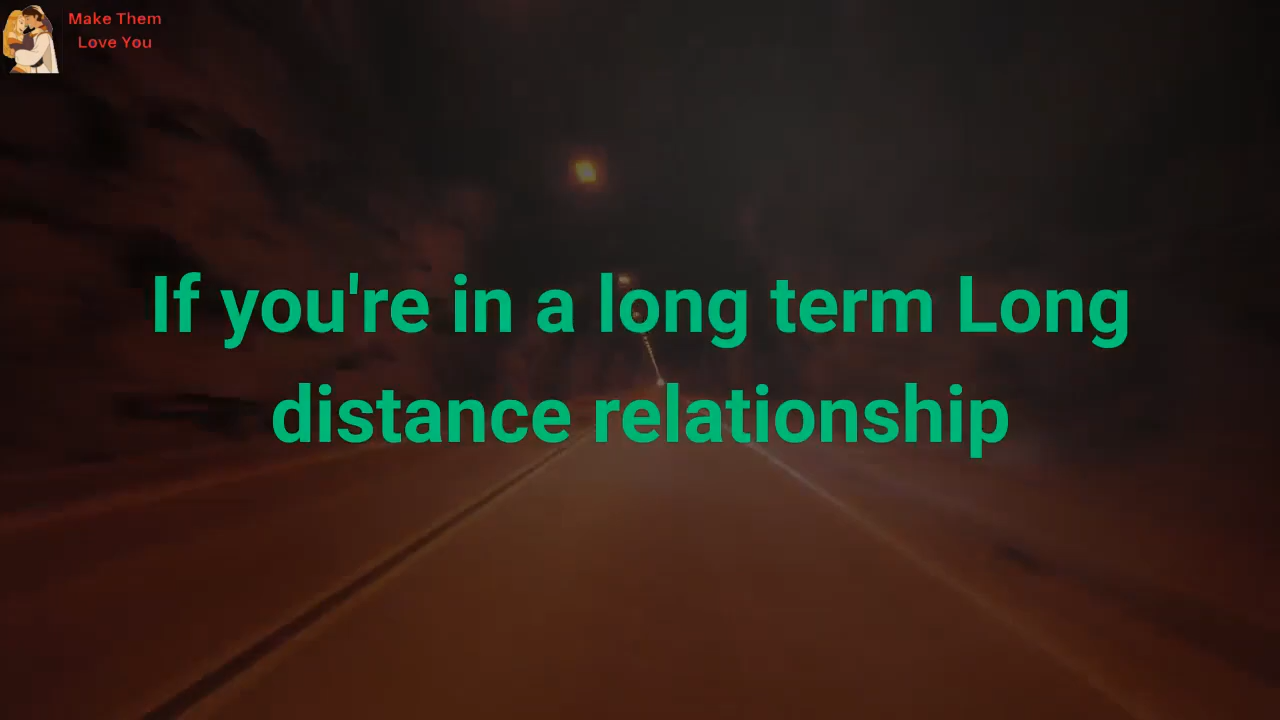 Make Them
Love You
If you're in a long term Long
distance relationship